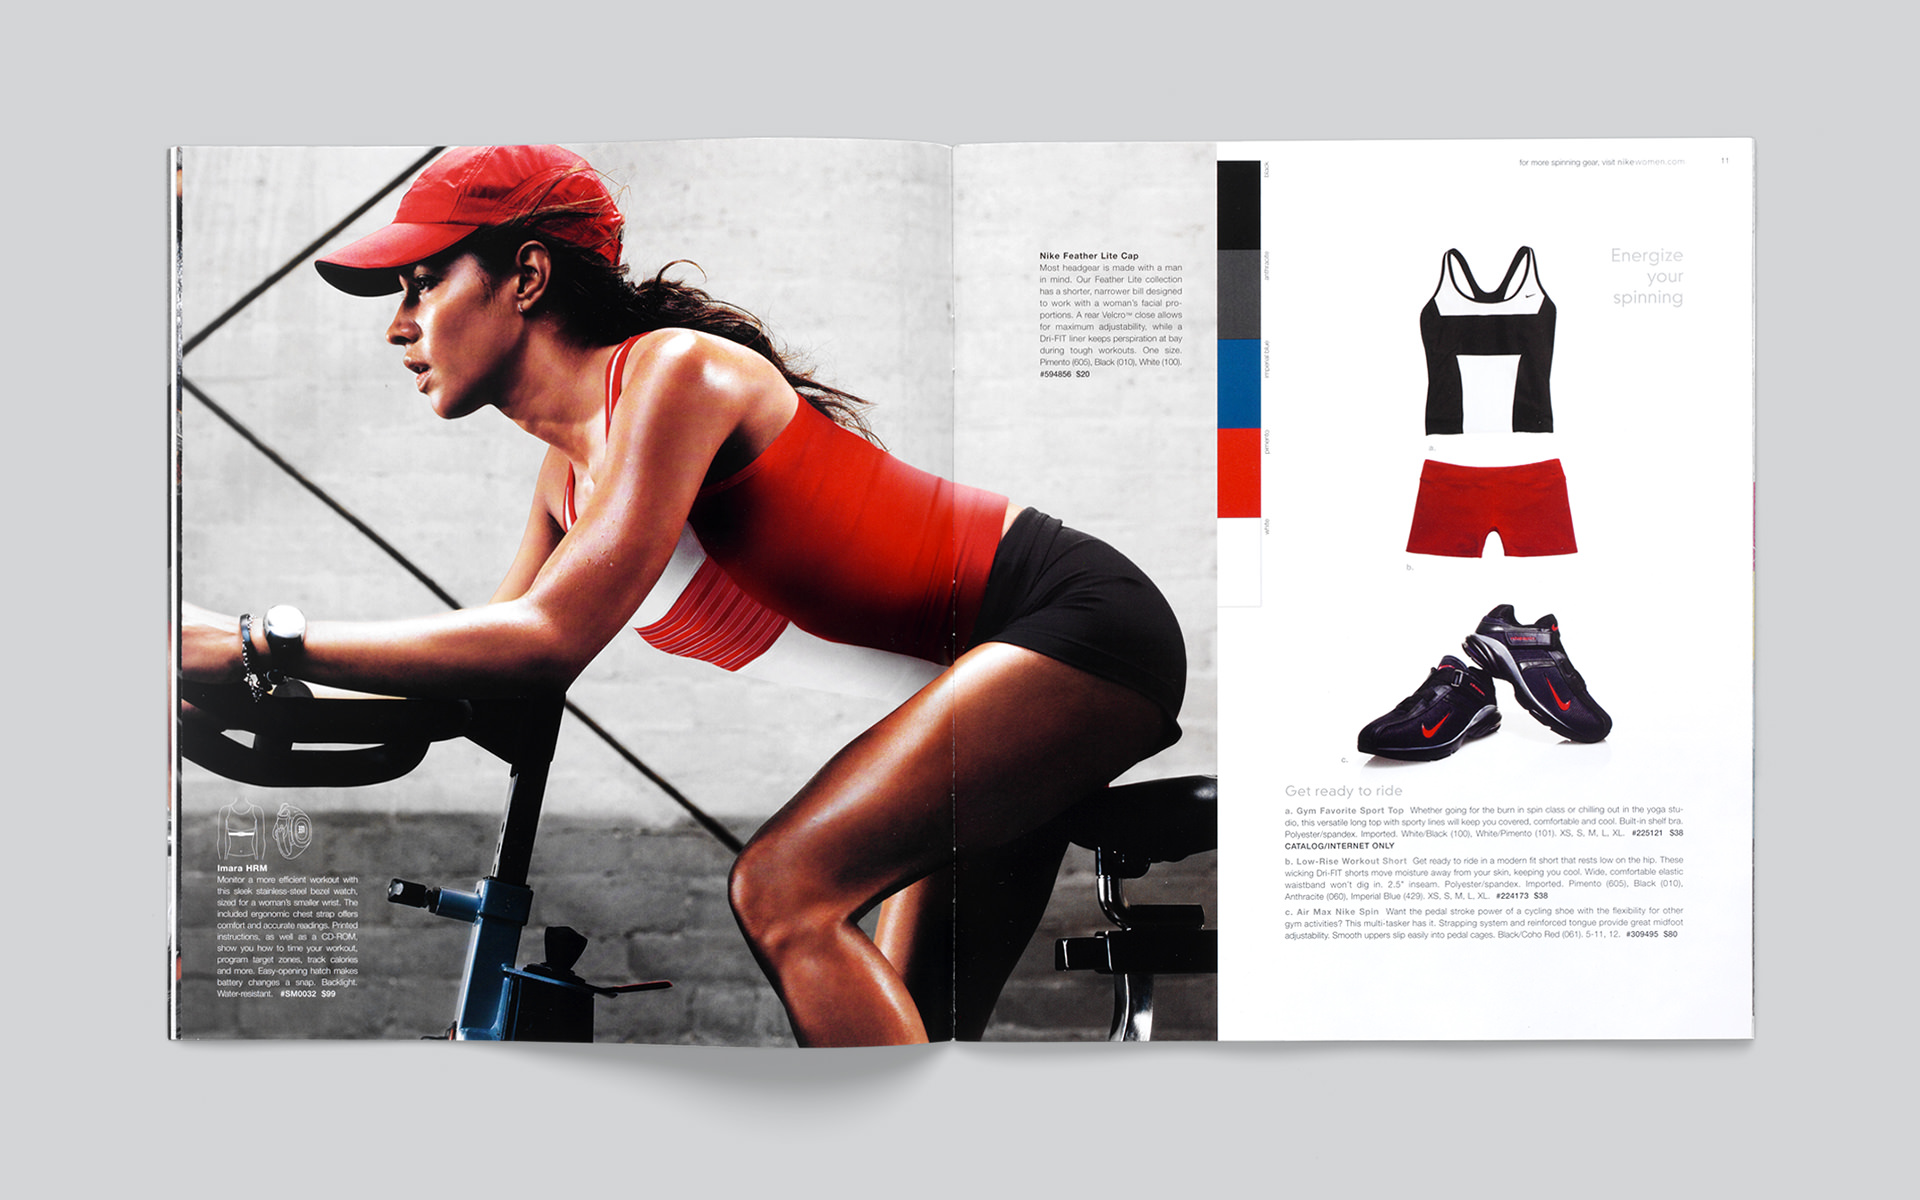 Imara HRM
Monitor a more efficient workout with
this sleek stainless-steel bezel watch,
sized for a woman's smaller wrist. The
included ergonomic chest strap offers
comfort and accurate readings. Printed
instructions, as well as a CD-ROM,
show you how to time your workout,
program target zones, track calories
and more. Easy-opening hatch makes
battery changes a snap. Backlight.
Water-resistant. #SM0032 $99
Nike Feather Lite Cap
Most headgear is made with a man
in mind. Our Feather Lite collection
has a shorter, narrower bill designed
to work with a woman's facial pro-
portions. A rear Velcro™ close allows
for maximum adjustability, while a
Dri-FIT liner keeps perspiration at bay
during tough workouts. One size.
Pimento (605), Black (010), White (100).
#594856 $20
black
anthracite
imperial blue
pimento
white
for more spinning gear, visit nikewomen.com
11
Energize
your
spinning
a.
b.
c.
Get ready to ride
a. Gym Favorite Sport Top Whether going for the burn in spin class or chilling out in the yoga stu-
dio, this versatile long top with sporty lines will keep you covered, comfortable and cool. Built-in shelf bra.
Polyester/spandex. Imported. White/Black (100), White/Pimento (101). XS, S, M, L, XL. #225121 $38
CATALOG/INTERNET ONLY
b. Low-Rise Workout Short Get ready to ride in a modern fit short that rests low on the hip. These
wicking Dri-FIT shorts move moisture away from your skin, keeping you cool. Wide, comfortable elastic
waistband won't dig in. 2.5" inseam. Polyester/spandex. Imported. Pimento (605), Black (010),
Anthracite (060), Imperial Blue (429). XS, S, M, L, XL. #224173 $38
c. Air Max Nike Spin Want the pedal stroke power of a cycling shoe with the flexibility for other
gym activities? This multi-tasker has it. Strapping system and reinforced tongue provide great midfoot
adjustability. Smooth uppers slip easily into pedal cages. Black/Coho Red (061). 5-11, 12. #309495 $80